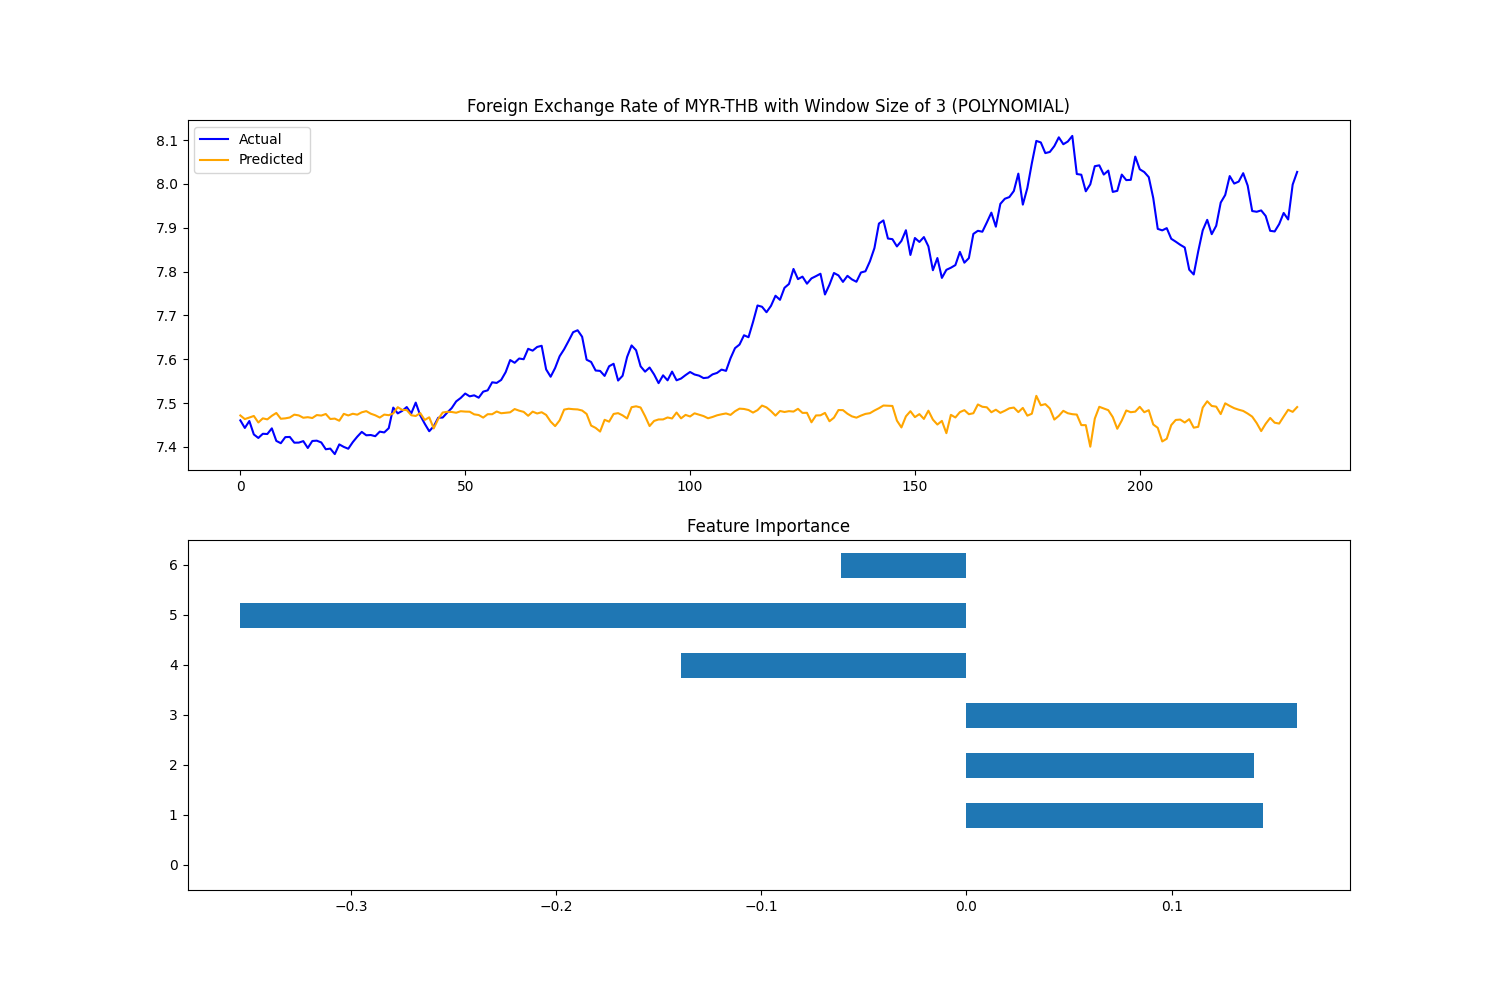 Foreign Exchange Rate of MYR-THB with Window Size of 3 (POLYNOMIAL)
Actual
Predicted
8.1
8.0
7.9
7.8
7.7
7.6
7.5
7.4
0 50 100 150 200
Feature Importance
6
5
4
3
2
1
0
−0.3 −0.2 −0.1 0.0 0.1